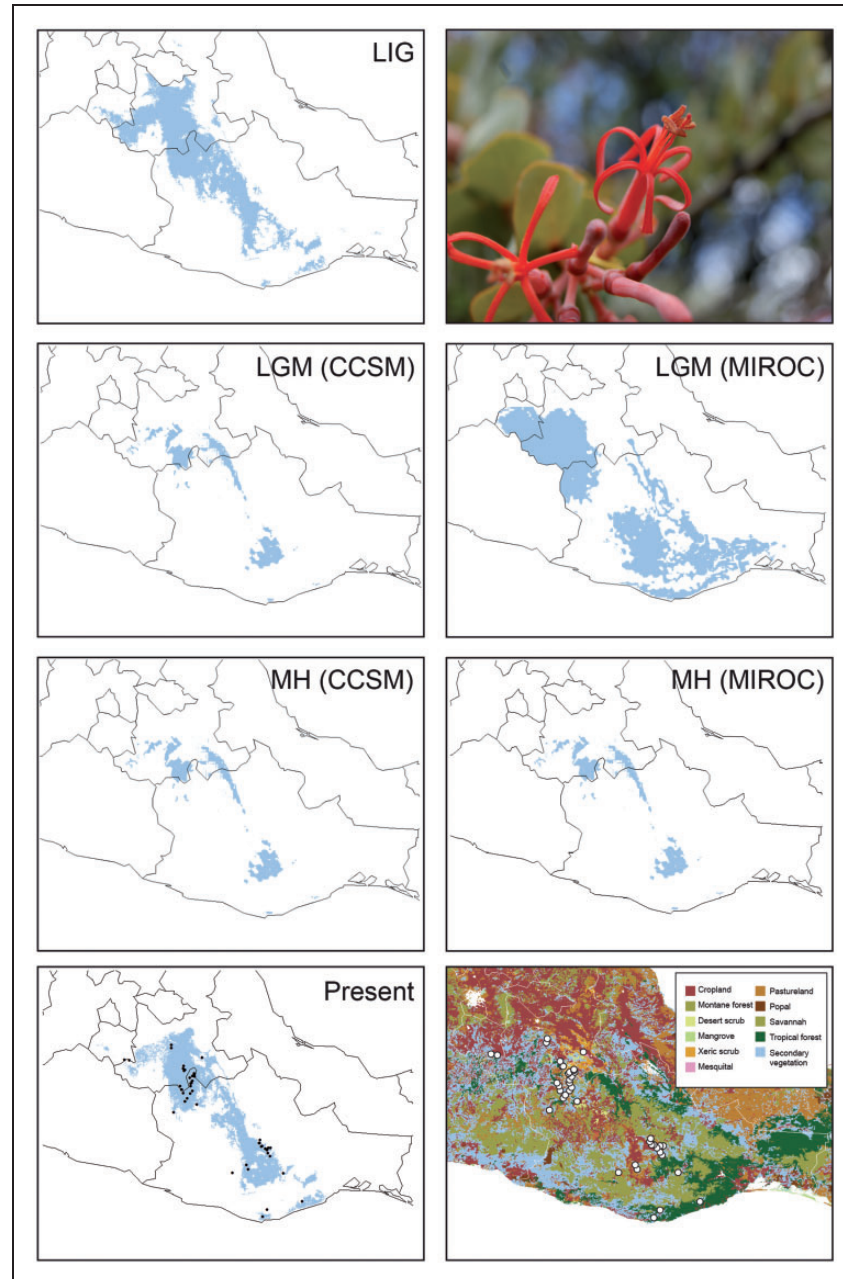 LIG
LGM (CCSM)
LGM (MIROC)
MH (CCSM)
MH (MIROC)
Present
Cropland
Montane forest
Desert scrub
Mangrove
Xeric scrub
Mesquital
Pastureland
Popal
Savannah
Tropical forest
Secondary
vegetation